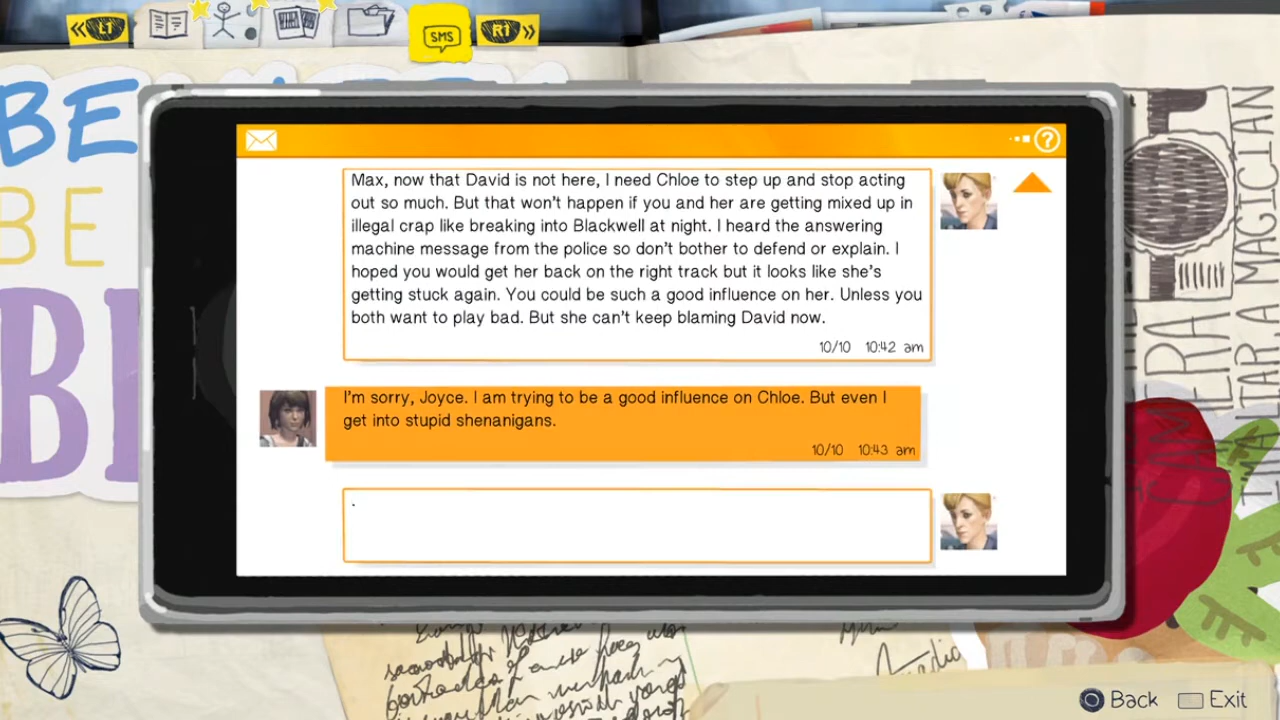 L1
SMS
R1
BE
BE
B
?
Max, now that David is not here, I need Chloe to step up and stop acting
out so much. But that won't happen if you and her are getting mixed up in
illegal crap like breaking into Blackwell at night. I heard the answering
machine message from the police so don't bother to defend or explain. I
hoped you would get her back on the right track but it looks like she's
getting stuck again. You could be such a good influence on her. Unless you
both want to play bad. But she can't keep blaming David now.
10/10 10:42 am
I'm sorry, Joyce. I am trying to be a good influence on Chloe. But even I
get into stupid shenanigans.
10/10 10:43 am
.
MAGICIAN
Back Exit